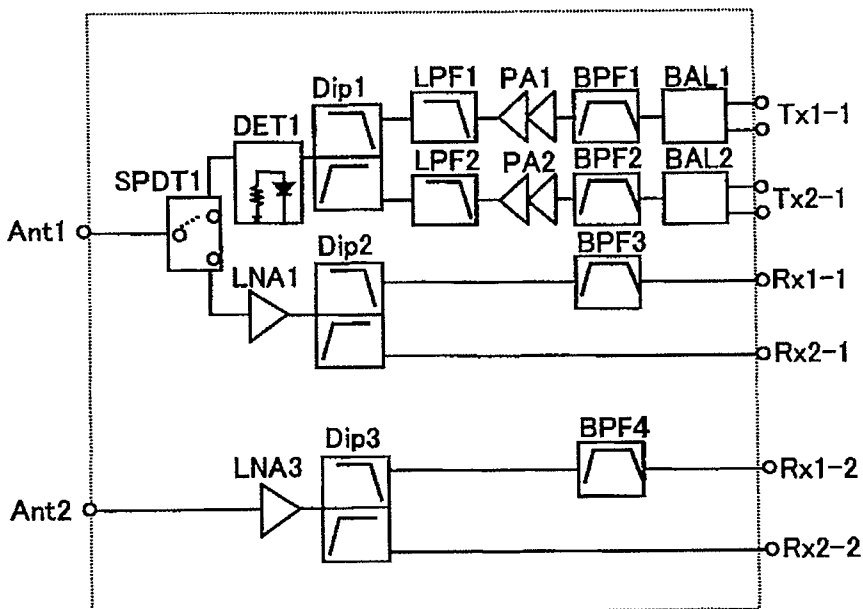 Dip1
LPF1
PA1
BPF1
BAL1
Tx1-1
DET1
LPF2
PA2
BPF2
BAL2
Tx2-1
SPDT1
Ant1
Dip2
BPF3
LNA1
Rx1-1
Rx2-1
Dip3
BPF4
LNA3
Rx1-2
Ant2
Rx2-2